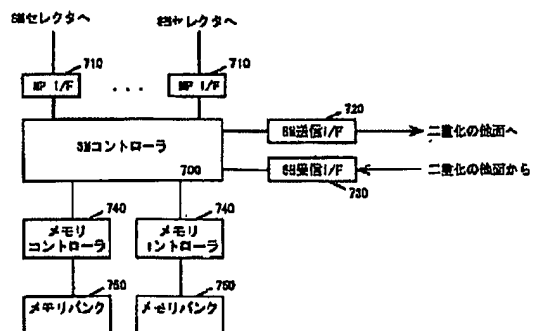 SMセレクタへ SMセレクタへ
710 710
MP I/F ... MP I/F
720
SMコントローラ
700
SM送信I/F
二重化の他面へ
SM受信I/F
730
二重化の他面から
740 740
メモリ
コントローラ
メモリ
コントローラ
750 750
メモリバンク メモリバンク